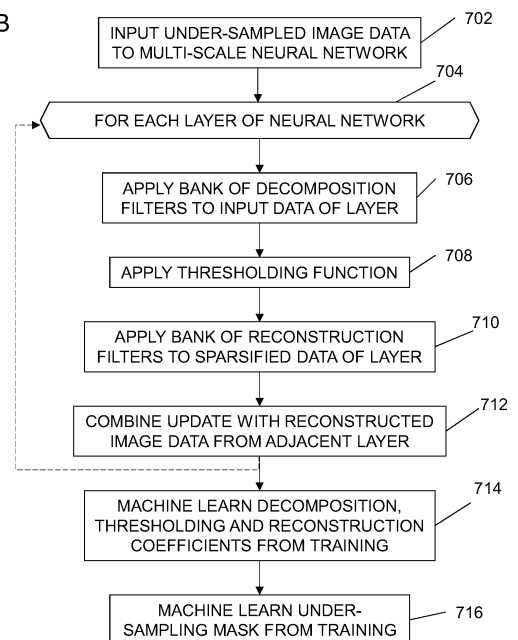 B
702
INPUT UNDER-SAMPLED IMAGE DATA
TO MULTI-SCALE NEURAL NETWORK
704
FOR EACH LAYER OF NEURAL NETWORK
706
APPLY BANK OF DECOMPOSITION
FILTERS TO INPUT DATA OF LAYER
708
APPLY THRESHOLDING FUNCTION
710
APPLY BANK OF RECONSTRUCTION
FILTERS TO SPARSIFIED DATA OF LAYER
712
COMBINE UPDATE WITH RECONSTRUCTED
IMAGE DATA FROM ADJACENT LAYER
714
MACHINE LEARN DECOMPOSITION,
THRESHOLDING AND RECONSTRUCTION
COEFFICIENTS FROM TRAINING
716
MACHINE LEARN UNDER-
SAMPLING MASK FROM TRAINING